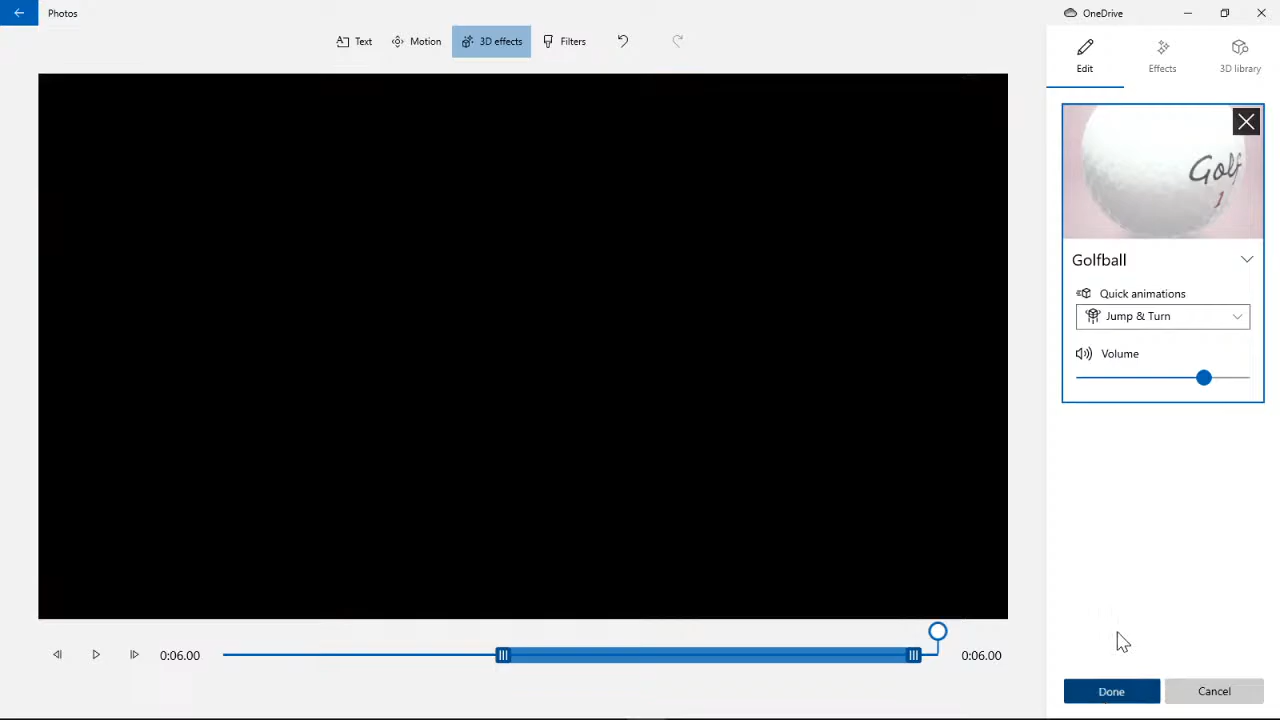 Photos
OneDrive
Text Motion 3D effects Filters
Edit Effects 3D library
Golf
1
Golfball
Quick animations
Jump & Turn
Volume
0:06.00
0:06.00
Done Cancel